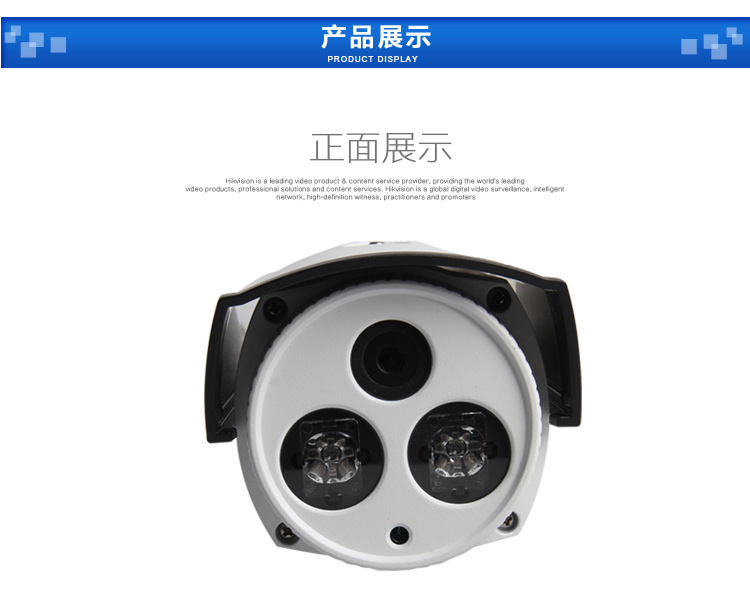 产品展示
PRODUCT DISPLAY
正面展示
Hikvision is a leading video product & content service provider, providing the world's leading
video products, professional solutions and content services. Hikvision is a global digital video surveillance, intelligent
network, high-definition witness, practitioners and promoters